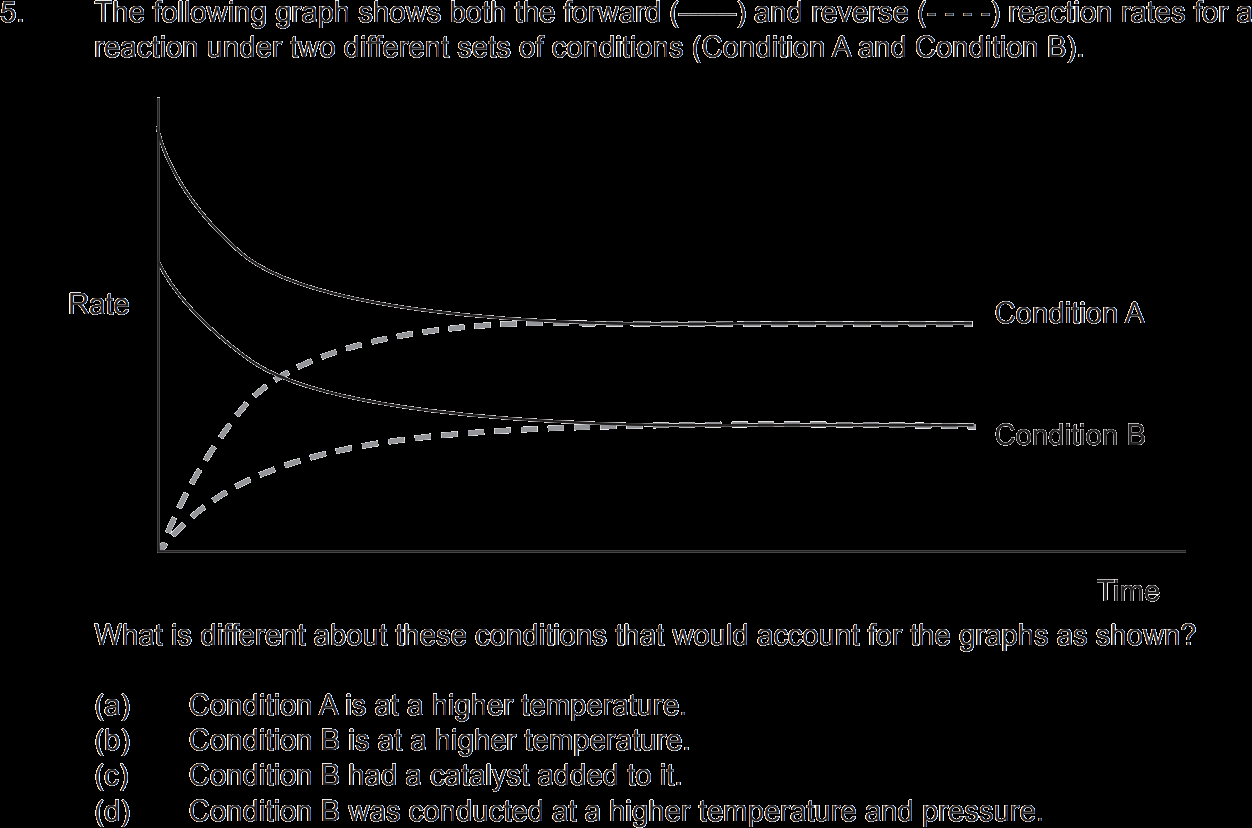 5. The following graph shows both the forward (——) and reverse (- - - -) reaction rates for a
reaction under two different sets of conditions (Condition A and Condition B).
Rate
Condition A
Condition B
Time
What is different about these conditions that would account for the graphs as shown?
(a) Condition A is at a higher temperature.
(b) Condition B is at a higher temperature.
(c) Condition B had a catalyst added to it.
(d) Condition B was conducted at a higher temperature and pressure.